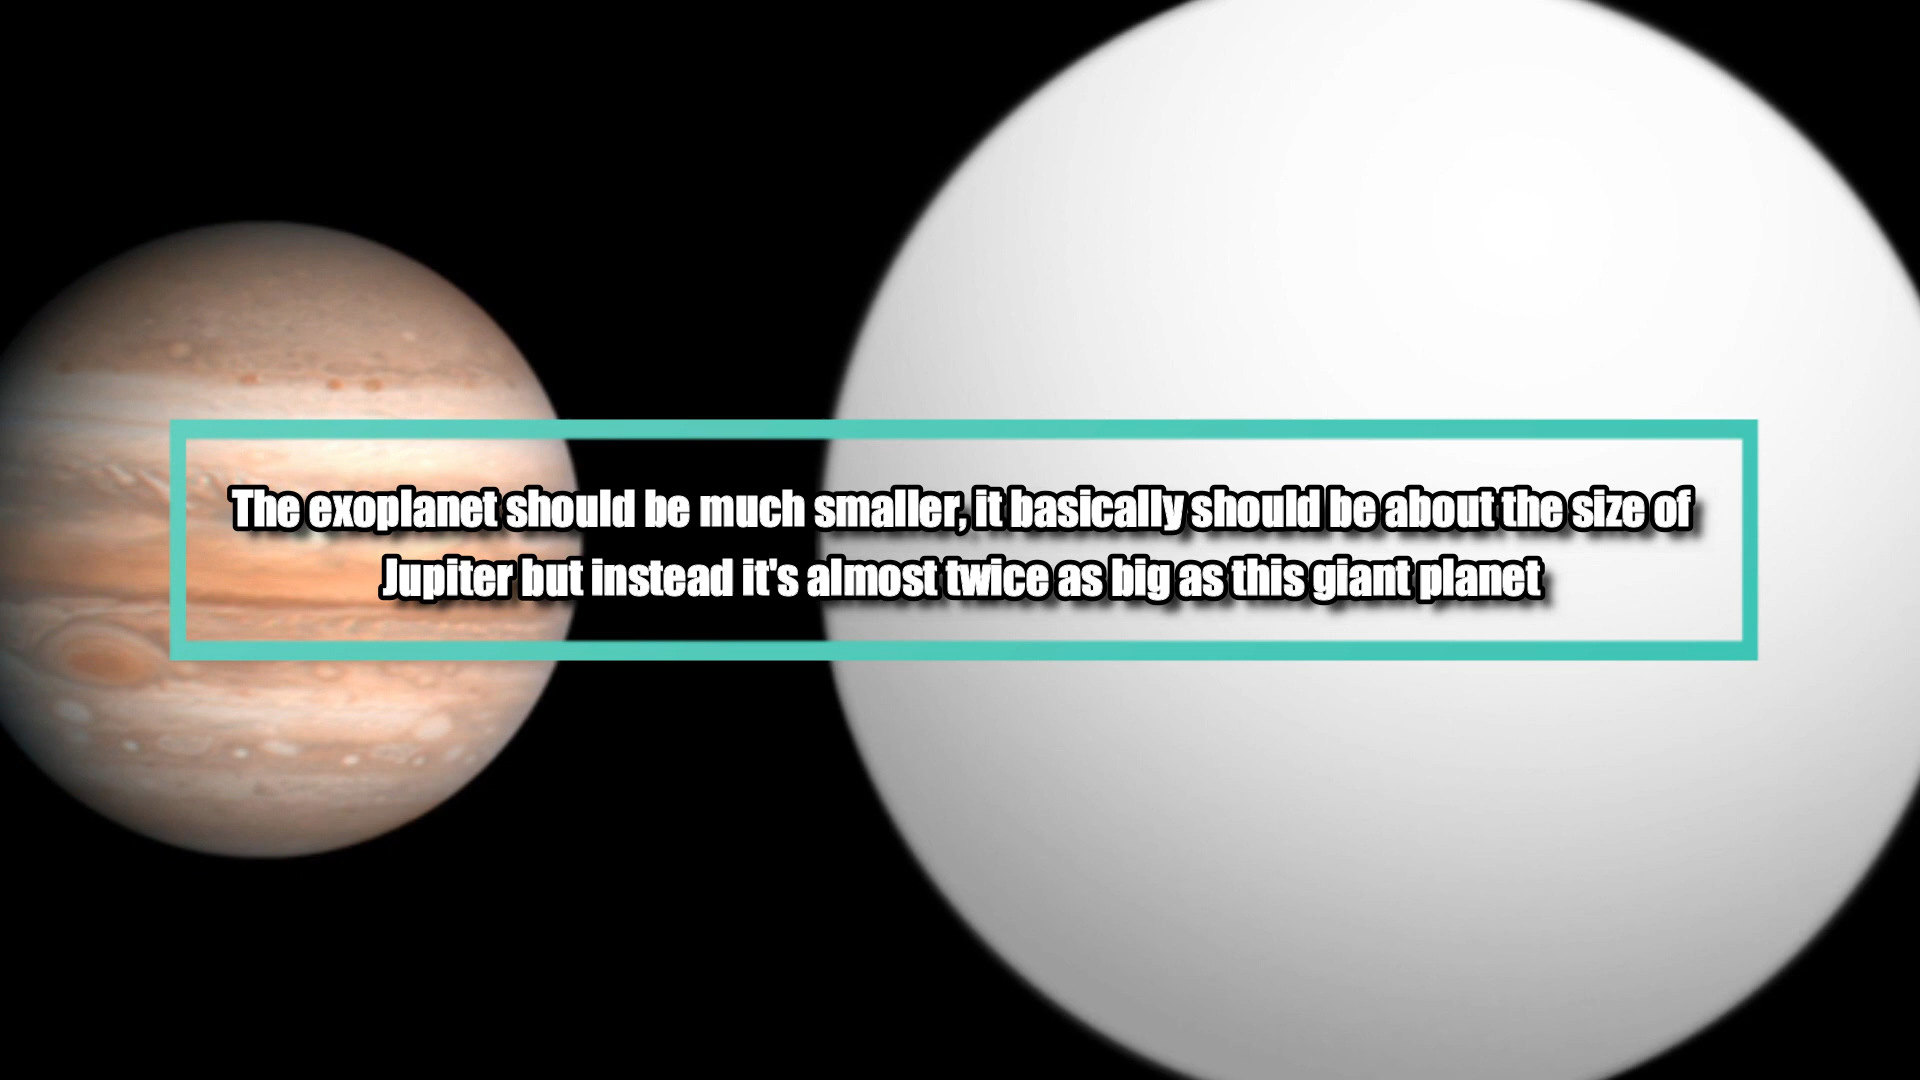 The exoplanet should be much smaller, it basically should be about the size of
Jupiter but instead it's almost twice as big as this giant planet